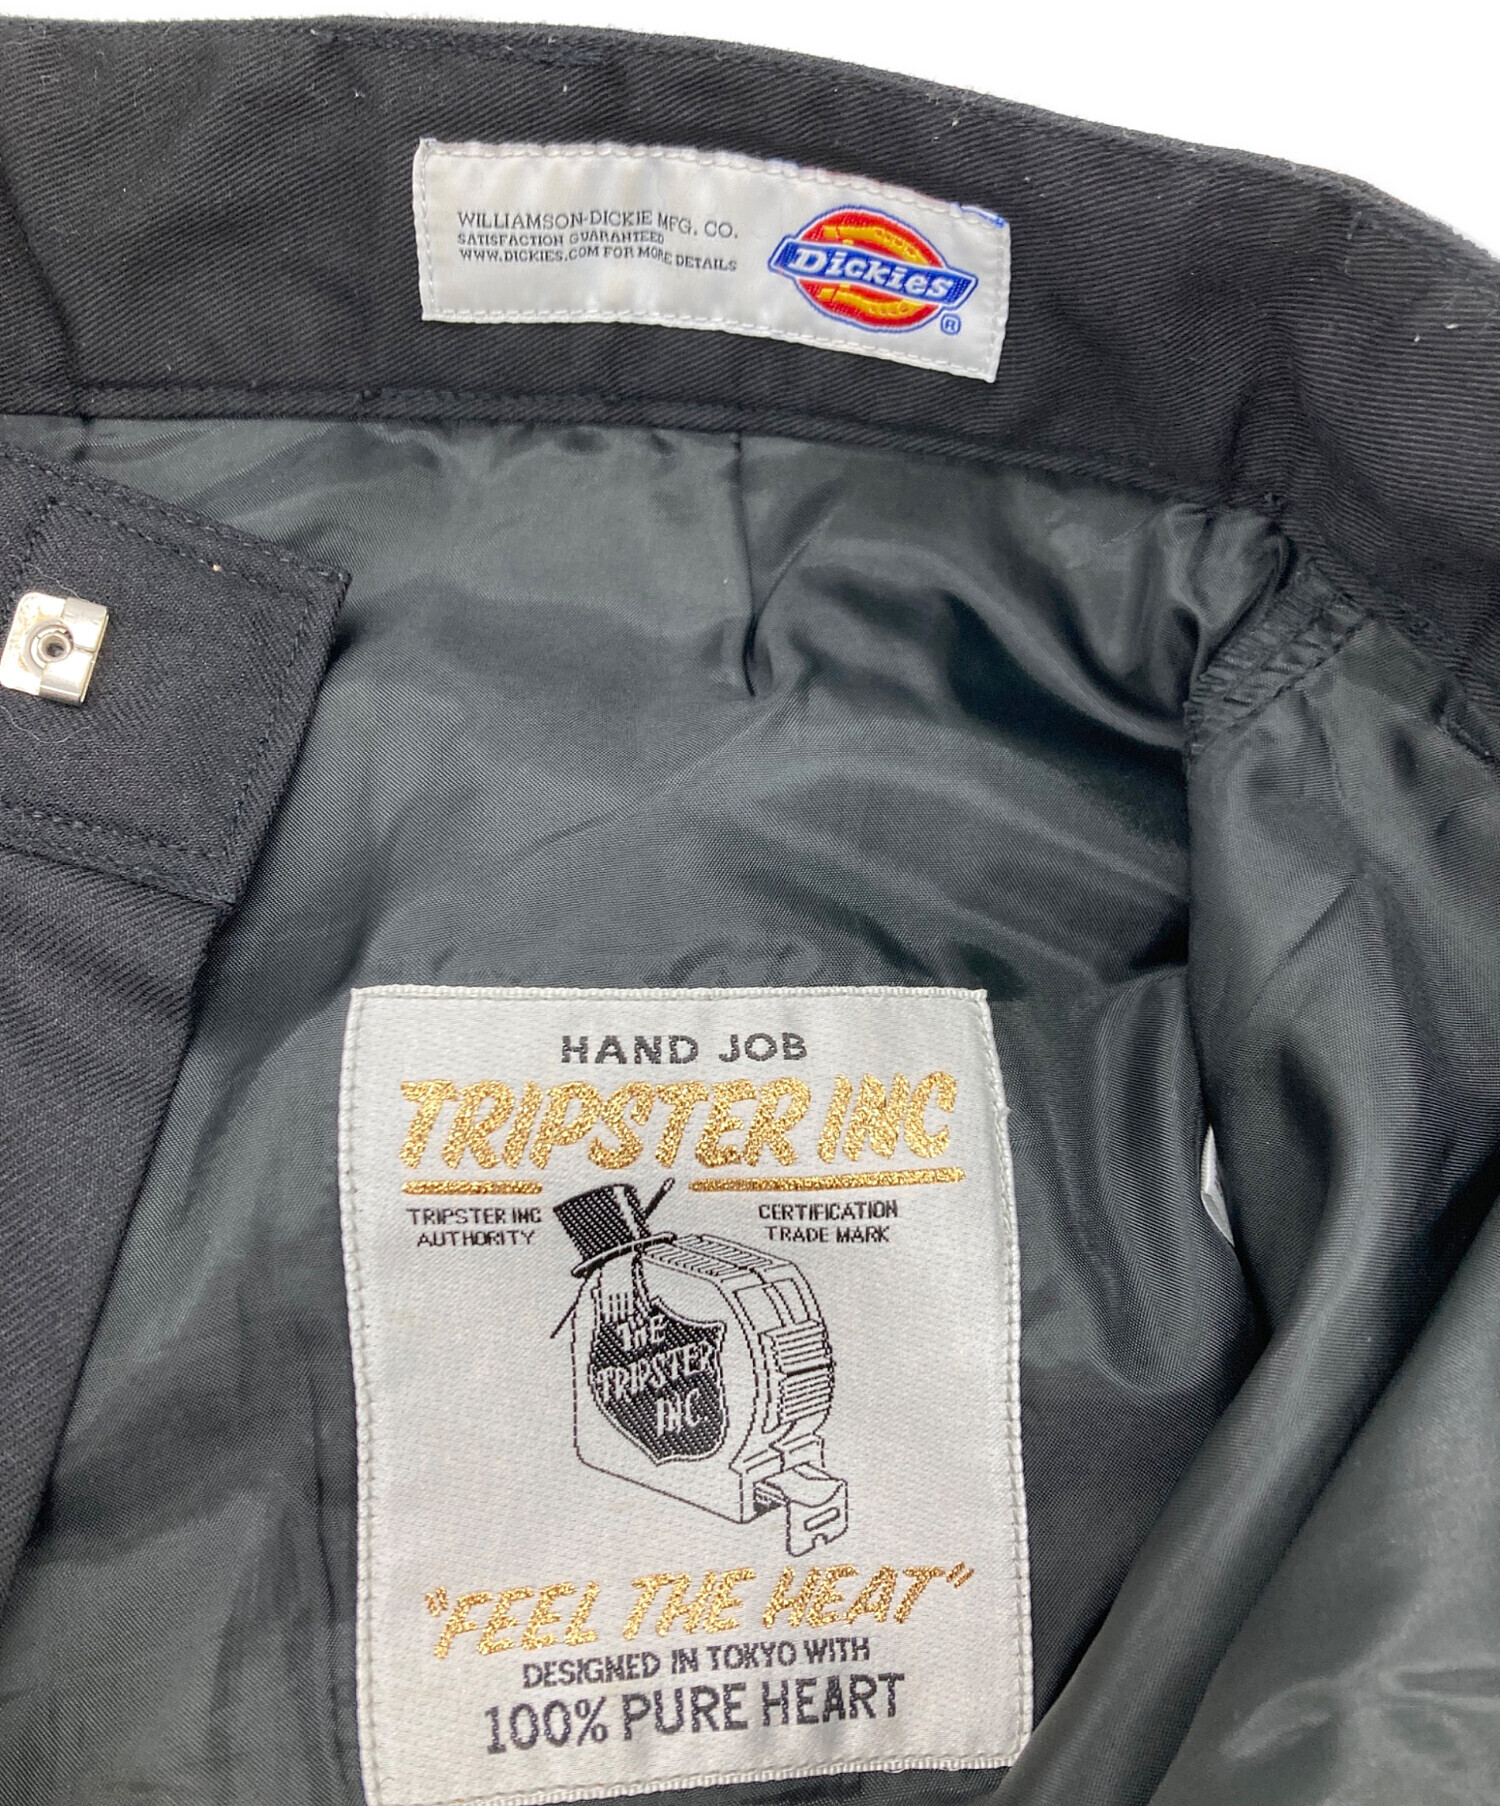 WILLIAMSON-DICKIE MFG. CO.
SATISFACTION GUARANTEED
WWW.DICKIES.COM FOR MORE DETAILS
Dickies
®
HAND JOB
TRIPSTER INC
TRIPSTER INC
AUTHORITY
CERTIFICATION
TRADE MARK
THE
TRIPSTER
INC.
"FEEL THE HEAT"
DESIGNED IN TOKYO WITH
100% PURE HEART